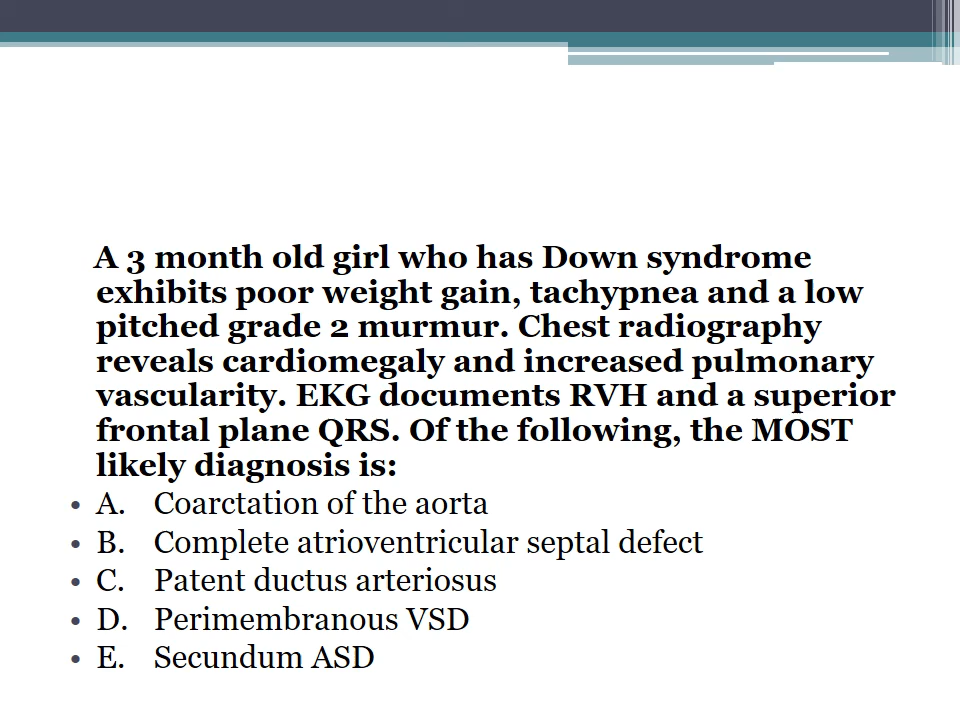 A 3 month old girl who has Down syndrome
exhibits poor weight gain, tachypnea and a low
pitched grade 2 murmur. Chest radiography
reveals cardiomegaly and increased pulmonary
vascularity. EKG documents RVH and a superior
frontal plane QRS. Of the following, the MOST
likely diagnosis is:
• A. Coarctation of the aorta
• B. Complete atrioventricular septal defect
• C. Patent ductus arteriosus
• D. Perimembranous VSD
• E. Secundum ASD